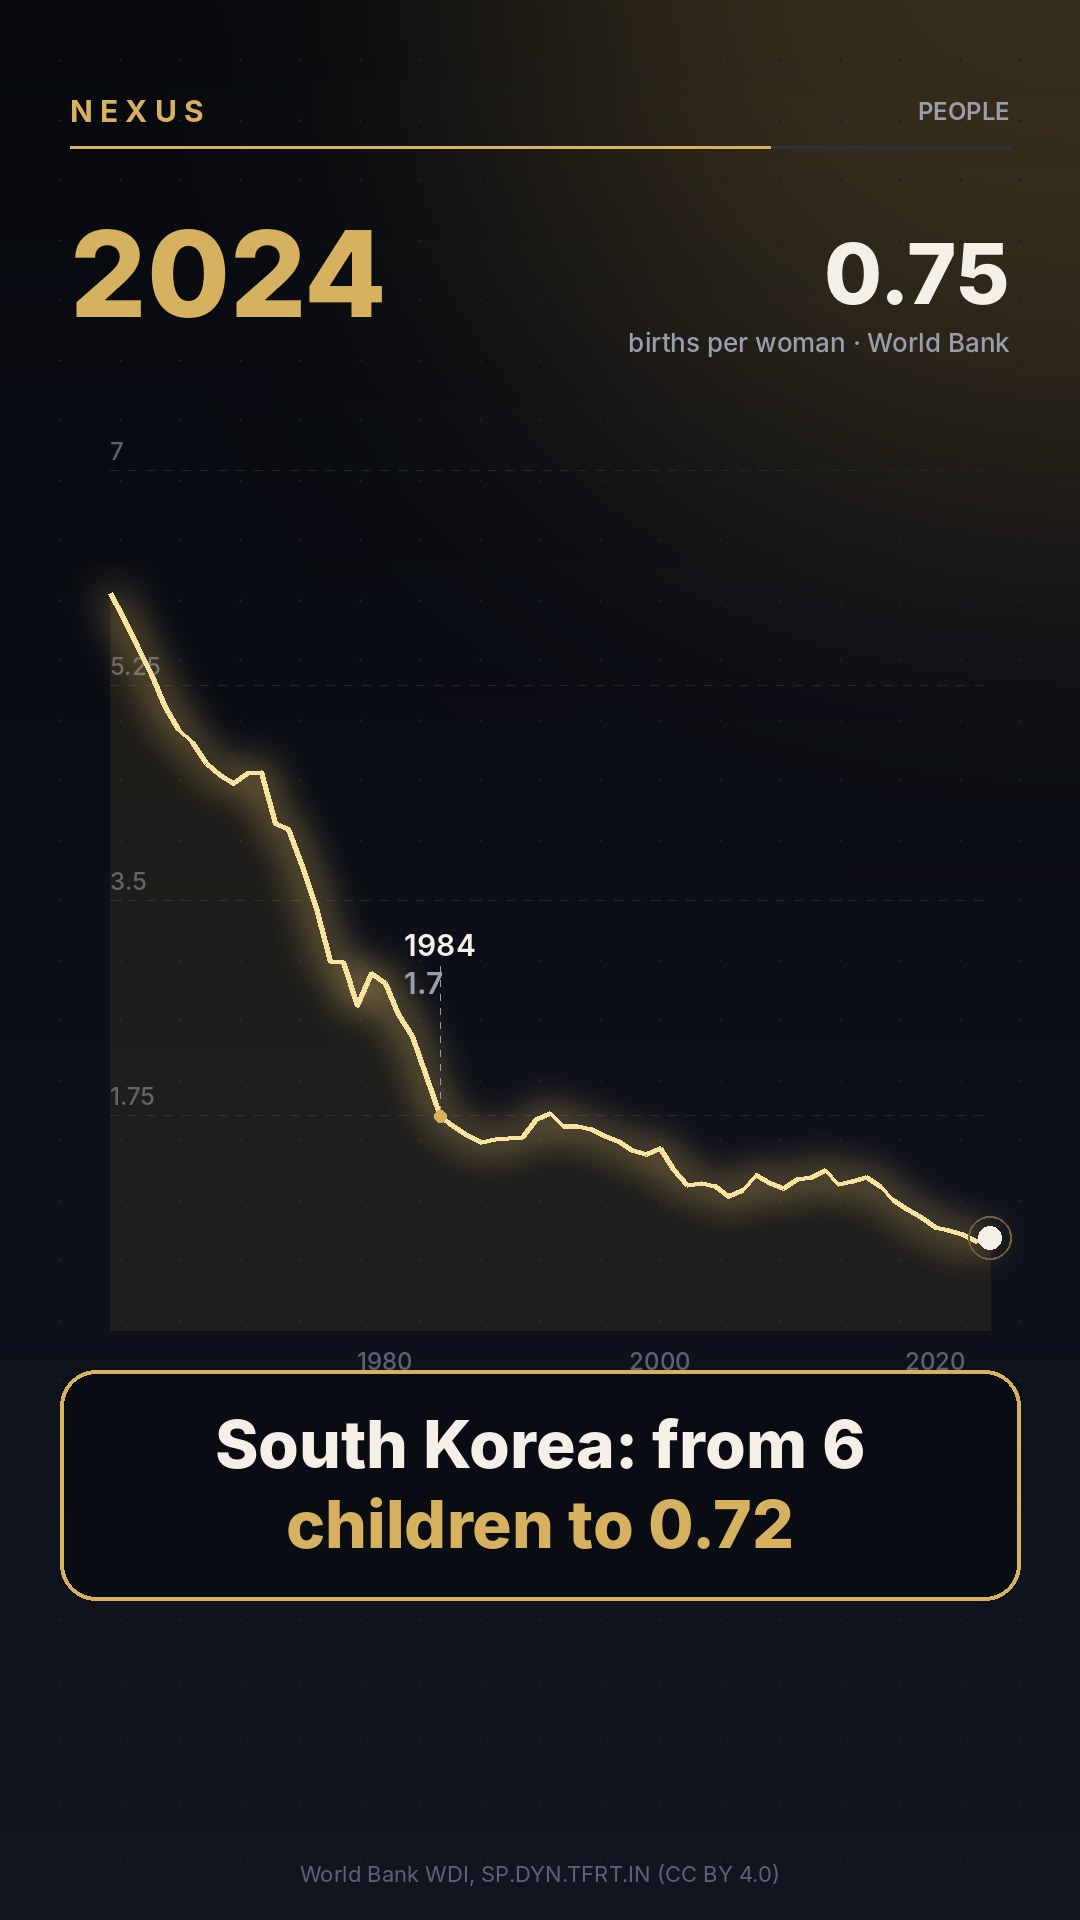 NEXUS
PEOPLE
2024
0.75
births per woman · World Bank
7
5.25
3.5
1984
1.7
1.75
1980 2000 2020
South Korea: from 6
children to 0.72
World Bank WDI, SP.DYN.TFRT.IN (CC BY 4.0)